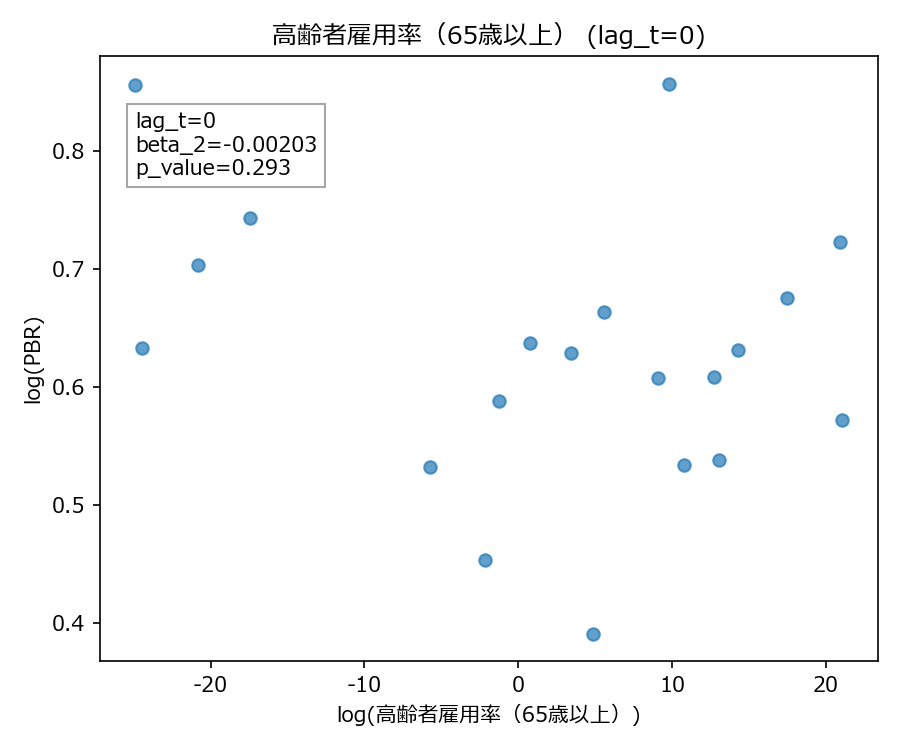 高齢者雇用率（65歳以上） (lag_t=0)
lag_t=0
beta_2=-0.00203
p_value=0.293
log(PBR)
0.8
0.7
0.6
0.5
0.4
-20 -10 0 10 20
log(高齢者雇用率（65歳以上）)